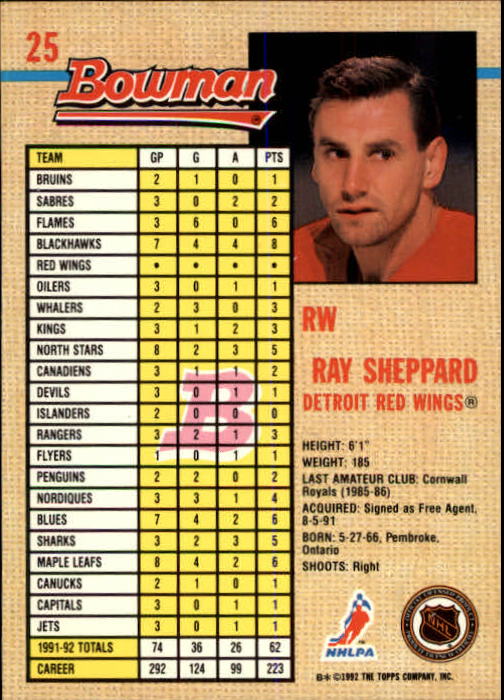 25
Bowman®
TEAM GP G A PTS
BRUINS 2 1 0 1
SABRES 3 0 2 2
FLAMES 3 6 0 6
BLACKHAWKS 7 4 4 8
RED WINGS • • • •
OILERS 3 0 1 1
WHALERS 2 3 0 3
KINGS 3 1 2 3
NORTH STARS 8 2 3 5
CANADIENS 3 1 1 2
DEVILS 3 0 1 1
ISLANDERS 2 0 0 0
RANGERS 3 2 1 3
FLYERS 1 0 1 1
PENGUINS 2 2 0 2
NORDIQUES 3 3 1 4
BLUES 7 4 2 6
SHARKS 3 2 3 5
MAPLE LEAFS 8 4 2 6
CANUCKS 2 1 0 1
CAPITALS 3 0 1 1
JETS 3 0 1 1
1991-92 TOTALS 74 36 26 62
CAREER 292 124 99 223
B
RW
RAY SHEPPARD
DETROIT RED WINGS®
HEIGHT: 6'1"
WEIGHT: 185
LAST AMATEUR CLUB: Cornwall
Royals (1985-86)
ACQUIRED: Signed as Free Agent,
8-5-91
BORN: 5-27-66, Pembroke,
Ontario
SHOOTS: Right
NHLPA
NHL
B*©1992 THE TOPPS COMPANY, INC.